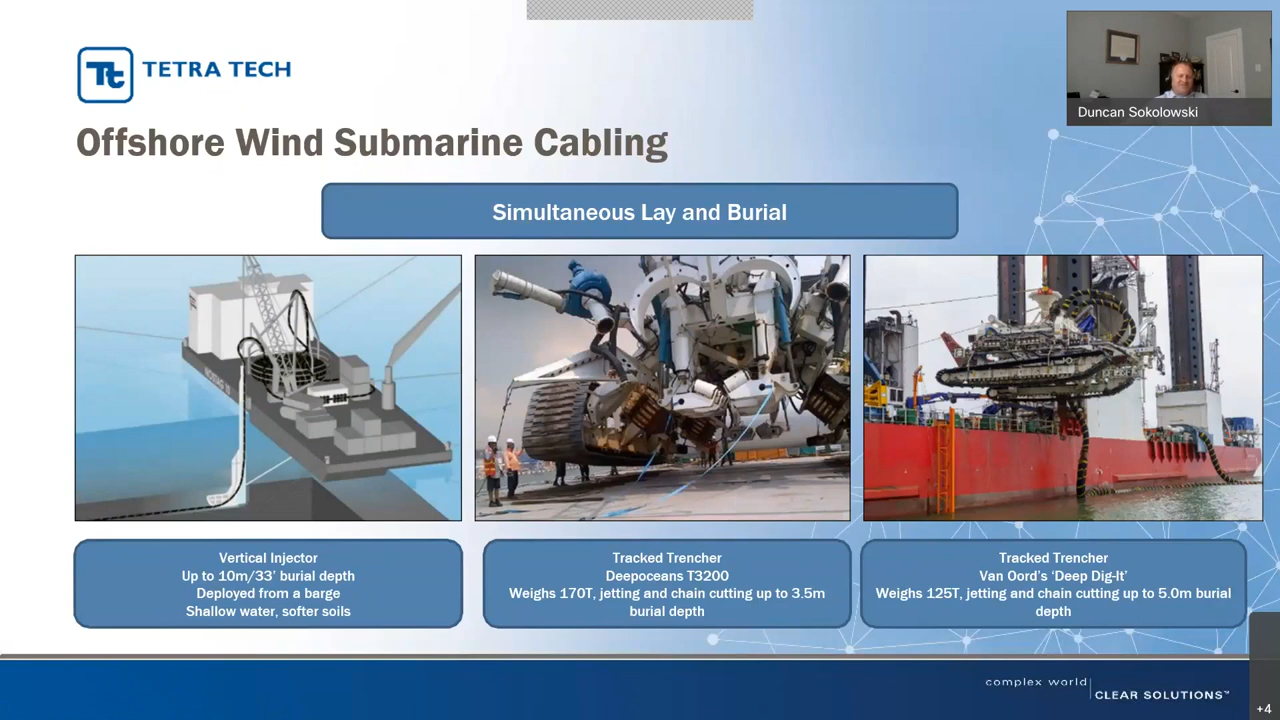 Tt TETRA TECH
Duncan Sokolowski
Offshore Wind Submarine Cabling
Simultaneous Lay and Burial
Vertical Injector
Up to 10m/33’ burial depth
Deployed from a barge
Shallow water, softer soils
Tracked Trencher
Deepoceans T3200
Weighs 170T, jetting and chain cutting up to 3.5m
burial depth
Tracked Trencher
Van Oord’s ‘Deep Dig-It’
Weighs 125T, jetting and chain cutting up to 5.0m burial
depth
complex world
CLEAR SOLUTIONS™
+4